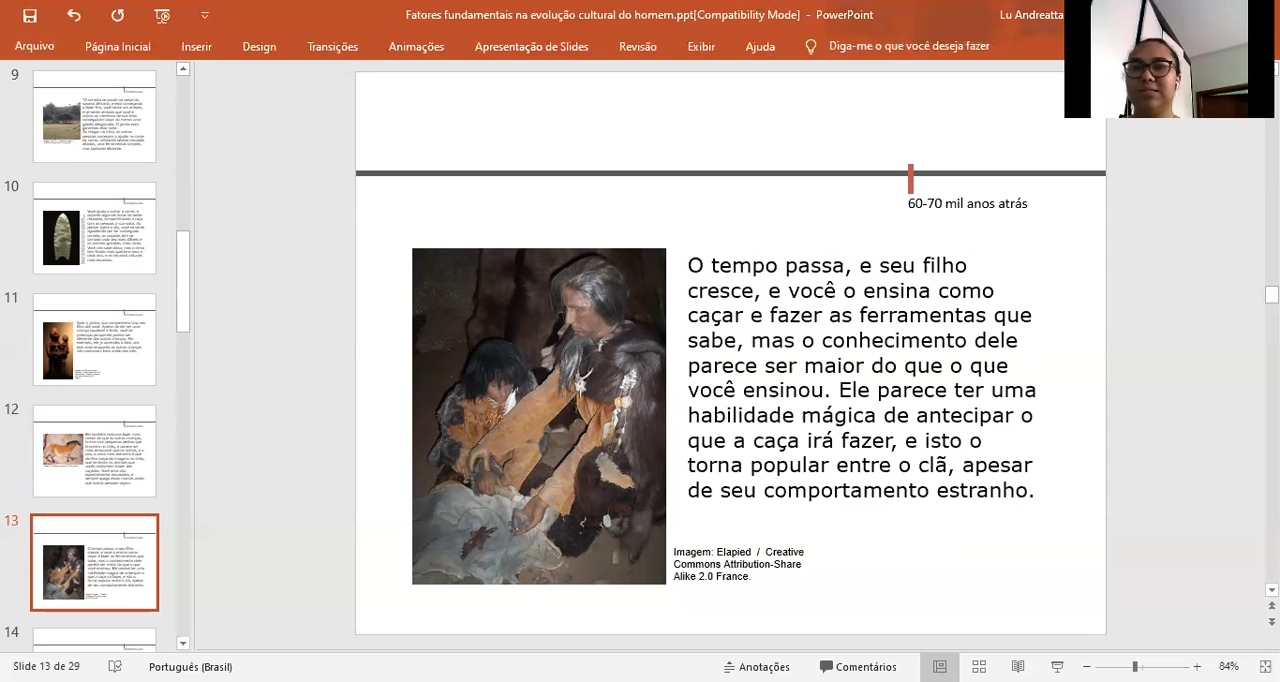 Fatores fundamentais na evolução cultural do homem.ppt[Compatibility Mode] - PowerPoint
Lu Andreatta
Arquivo
Página Inicial
Inserir
Design
Transições
Animações
Apresentação de Slides
Revisão
Exibir
Ajuda
Diga-me o que você deseja fazer
9
10
11
12
13
14
60-70 mil anos atrás
O tempo passa, e seu filho
cresce, e você o ensina como
caçar e fazer as ferramentas que
sabe, mas o conhecimento dele
parece ser maior do que o que
você ensinou. Ele parece ter uma
habilidade mágica de antecipar o
que a caça irá fazer, e isto o
torna popular entre o clã, apesar
de seu comportamento estranho.
Imagem: Elapied / Creative
Commons Attribution-Share
Alike 2.0 France.
Slide 13 de 29
Português (Brasil)
Anotações
Comentários
84%